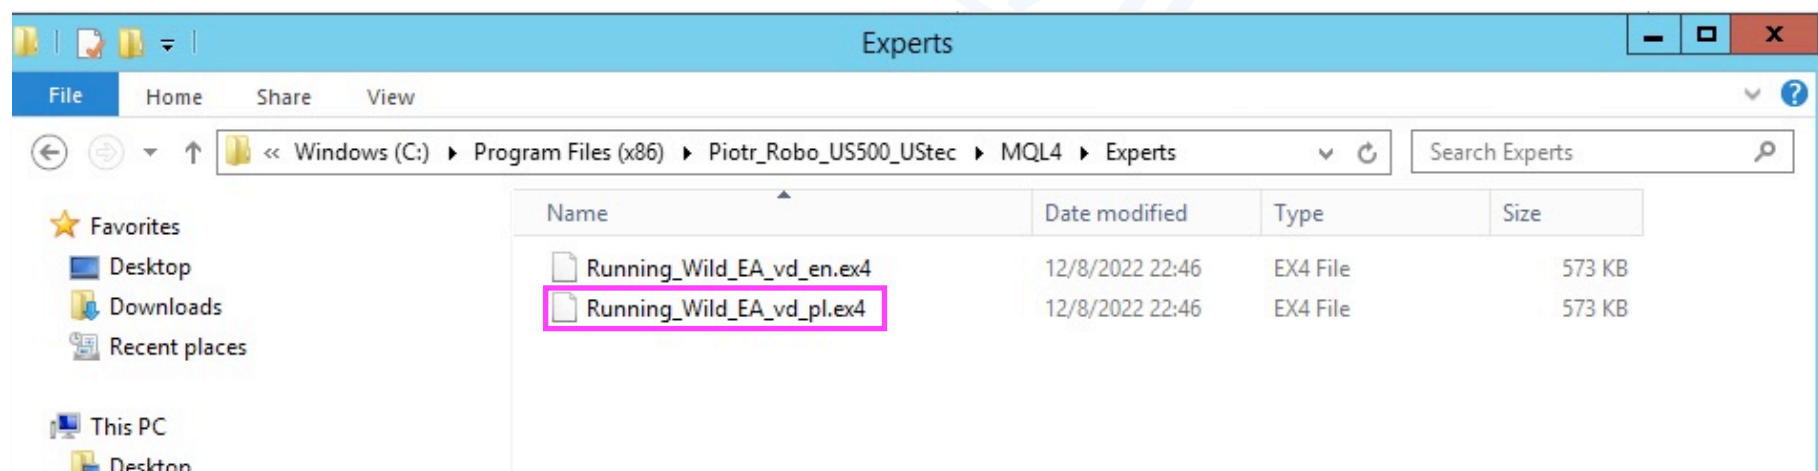 Experts
File Home Share View
« Windows (C:) Program Files (x86) Piotr_Robo_US500_UStec MQL4 Experts Search Experts
Name Date modified Type Size
Favorites
Running_Wild_EA_vd_en.ex4 12/8/2022 22:46 EX4 File 573 KB
Desktop
Running_Wild_EA_vd_pl.ex4 12/8/2022 22:46 EX4 File 573 KB
Downloads
Recent places
This PC
Desktop